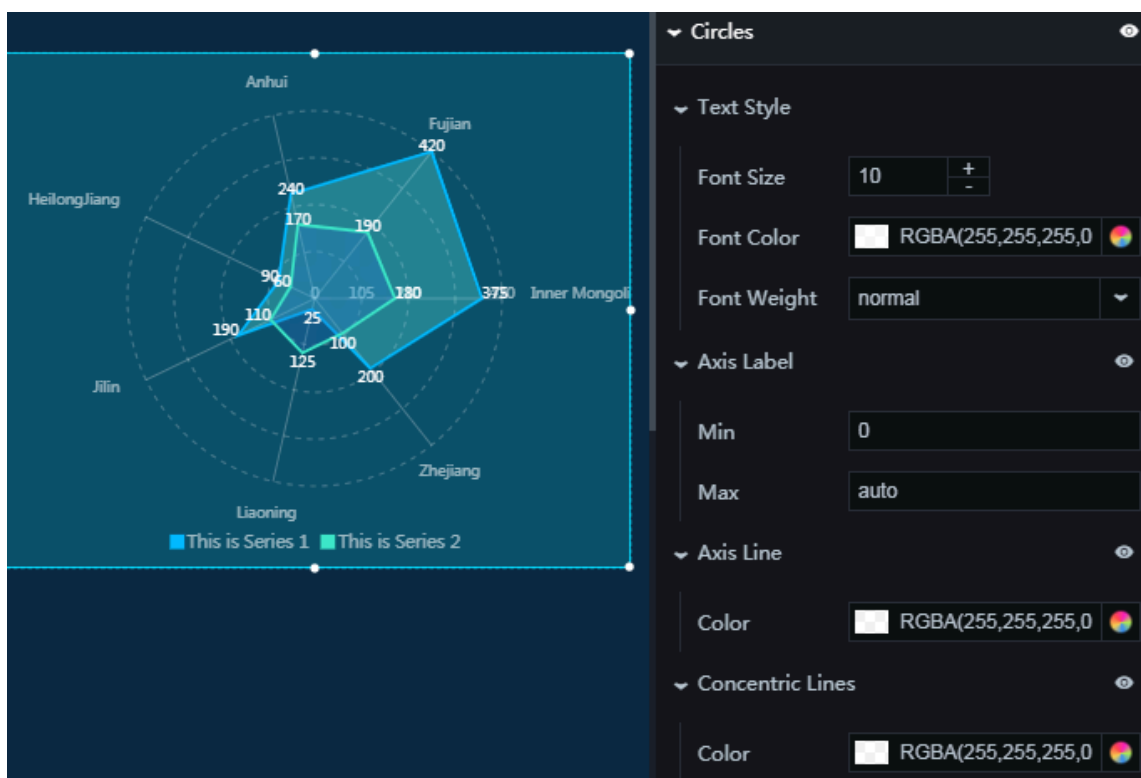 Anhui
Fujian
420
240
HeilongJiang
170
190
90
60
0
105
180
375
Inner Mongoli
25
110
190
100
125
200
Jilin
Zhejiang
Liaoning
This is Series 1
This is Series 2
Circles
Text Style
Font Size
10
+
-
Font Color
RGBA(255,255,255,0
Font Weight
normal
Axis Label
Min
0
Max
auto
Axis Line
Color
RGBA(255,255,255,0
Concentric Lines
Color
RGBA(255,255,255,0